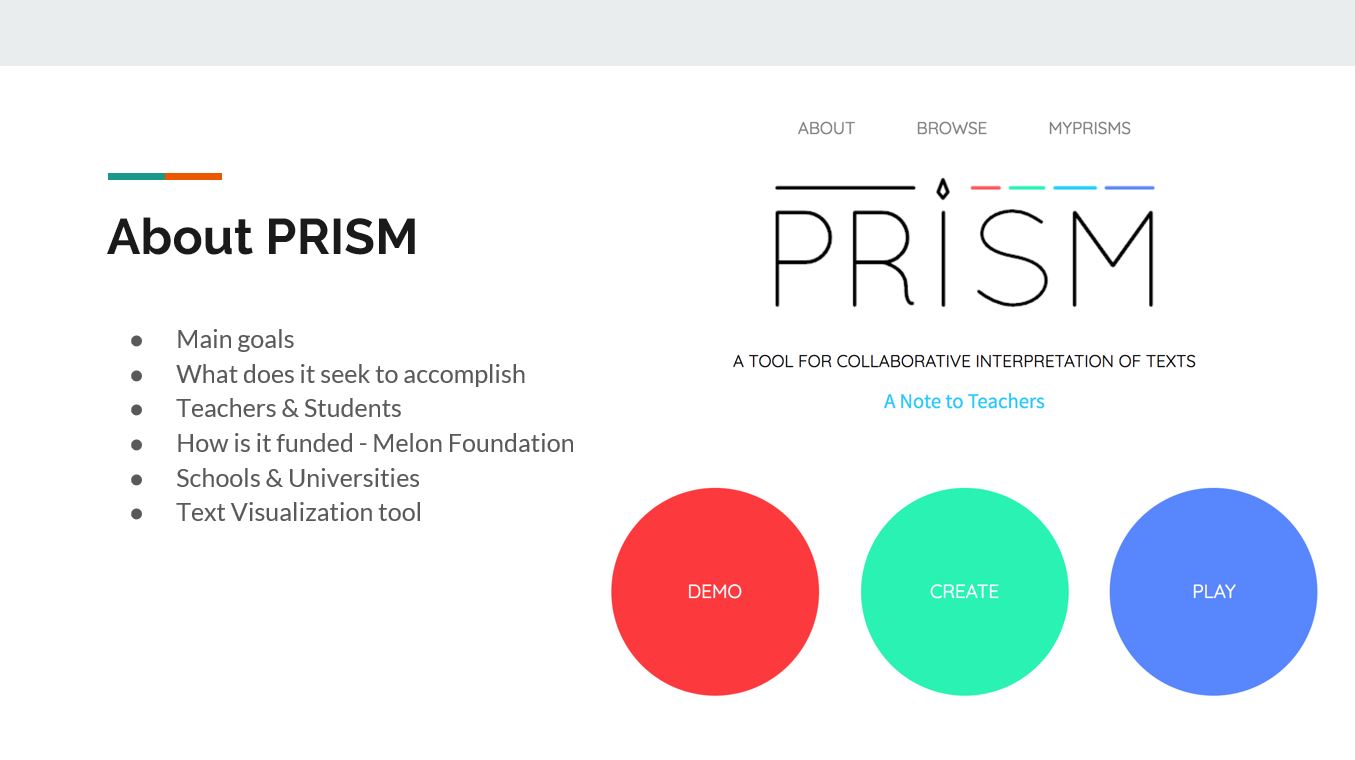 About PRISM
● Main goals
● What does it seek to accomplish
● Teachers & Students
● How is it funded - Melon Foundation
● Schools & Universities
● Text Visualization tool
ABOUT BROWSE MYPRISMS
PRISM
A TOOL FOR COLLABORATIVE INTERPRETATION OF TEXTS
A Note to Teachers
DEMO CREATE PLAY